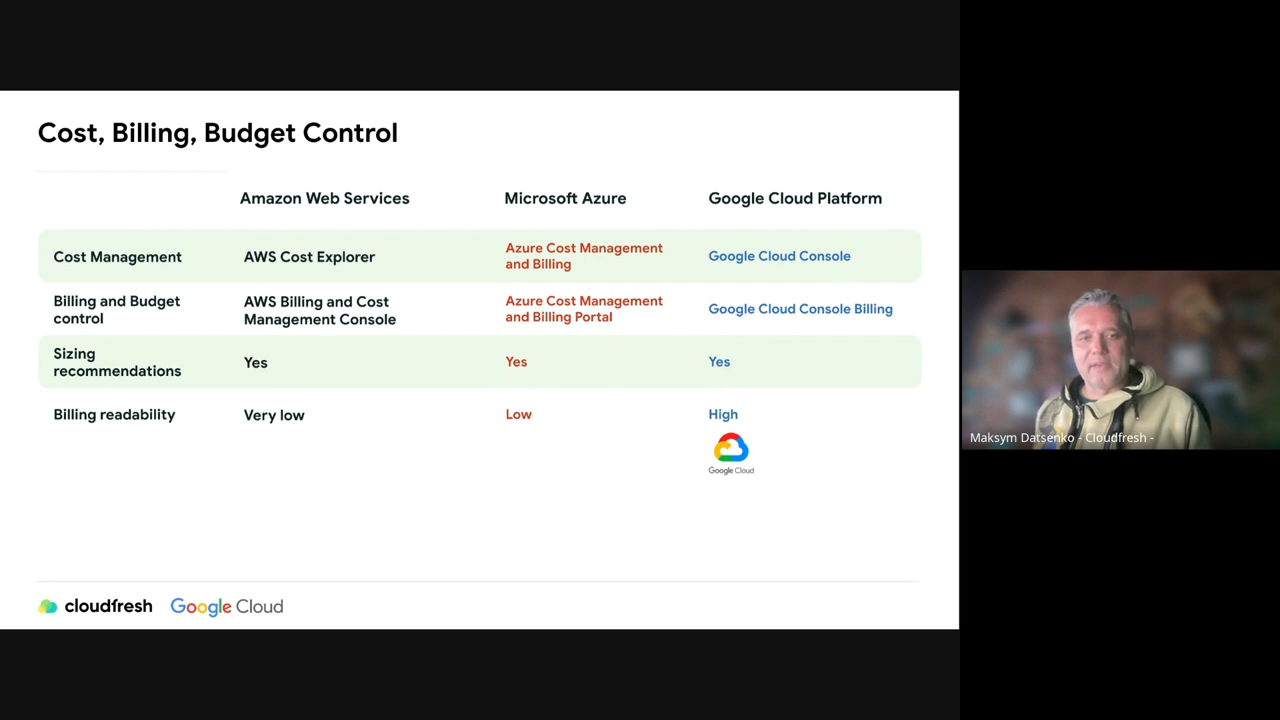 Cost, Billing, Budget Control
Amazon Web Services
Microsoft Azure
Google Cloud Platform
Cost Management
AWS Cost Explorer
Azure Cost Management
and Billing
Google Cloud Console
Billing and Budget
control
AWS Billing and Cost
Management Console
Azure Cost Management
and Billing Portal
Google Cloud Console Billing
Sizing
recommendations
Yes
Yes
Yes
Billing readability
Very low
Low
High
Google Cloud
cloudfresh
Google Cloud
Maksym Datsenko - Cloudfresh -